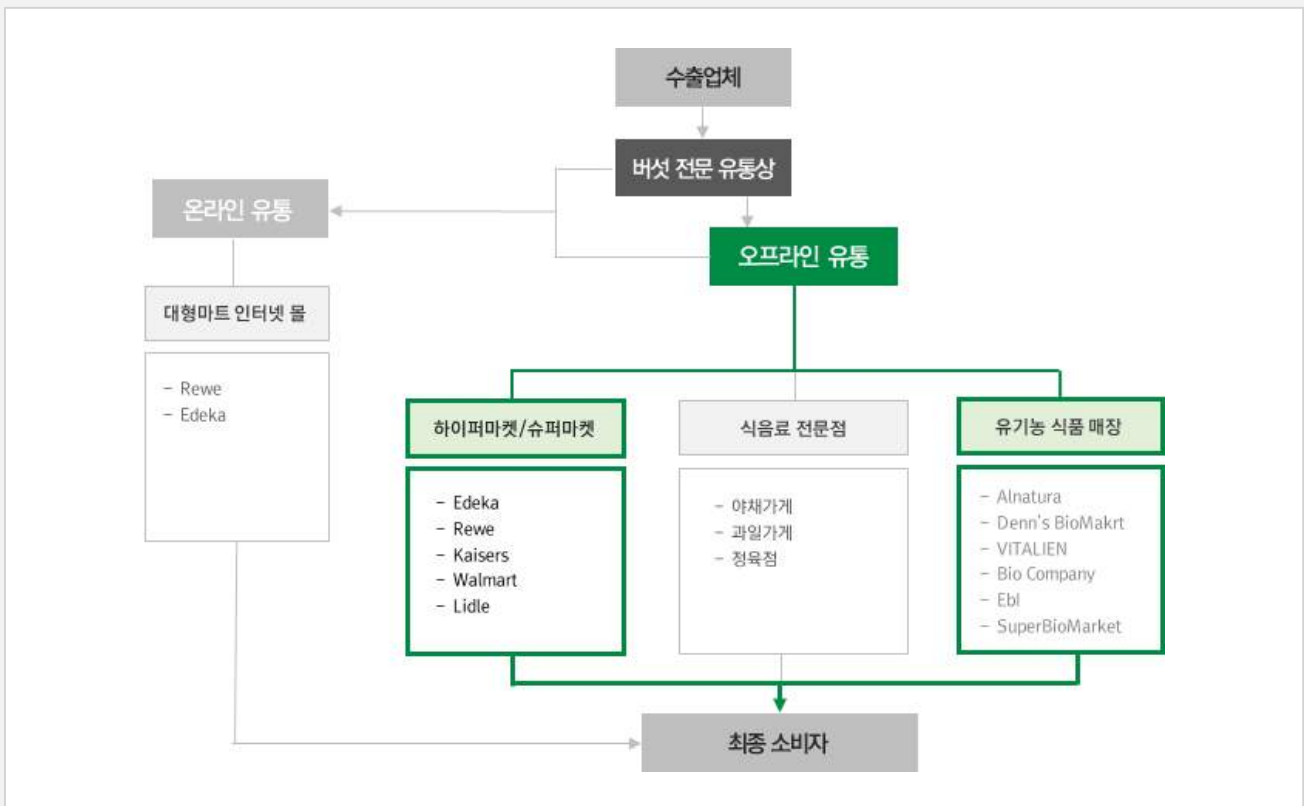 수출업체
버섯 전문 유통상
온라인 유통
오프라인 유통
대형마트 인터넷 몰
- Rewe
- Edeka
하이퍼마켓/슈퍼마켓
- Edeka
- Rewe
- Kaisers
- Walmart
- Lidle
식음료 전문점
- 야채가게
- 과일가게
- 정육점
유기농 식품 매장
- Alnatura
- Denn's BioMakrt
- VITALIEN
- Bio Company
- Ebl
- SuperBioMarket
최종 소비자